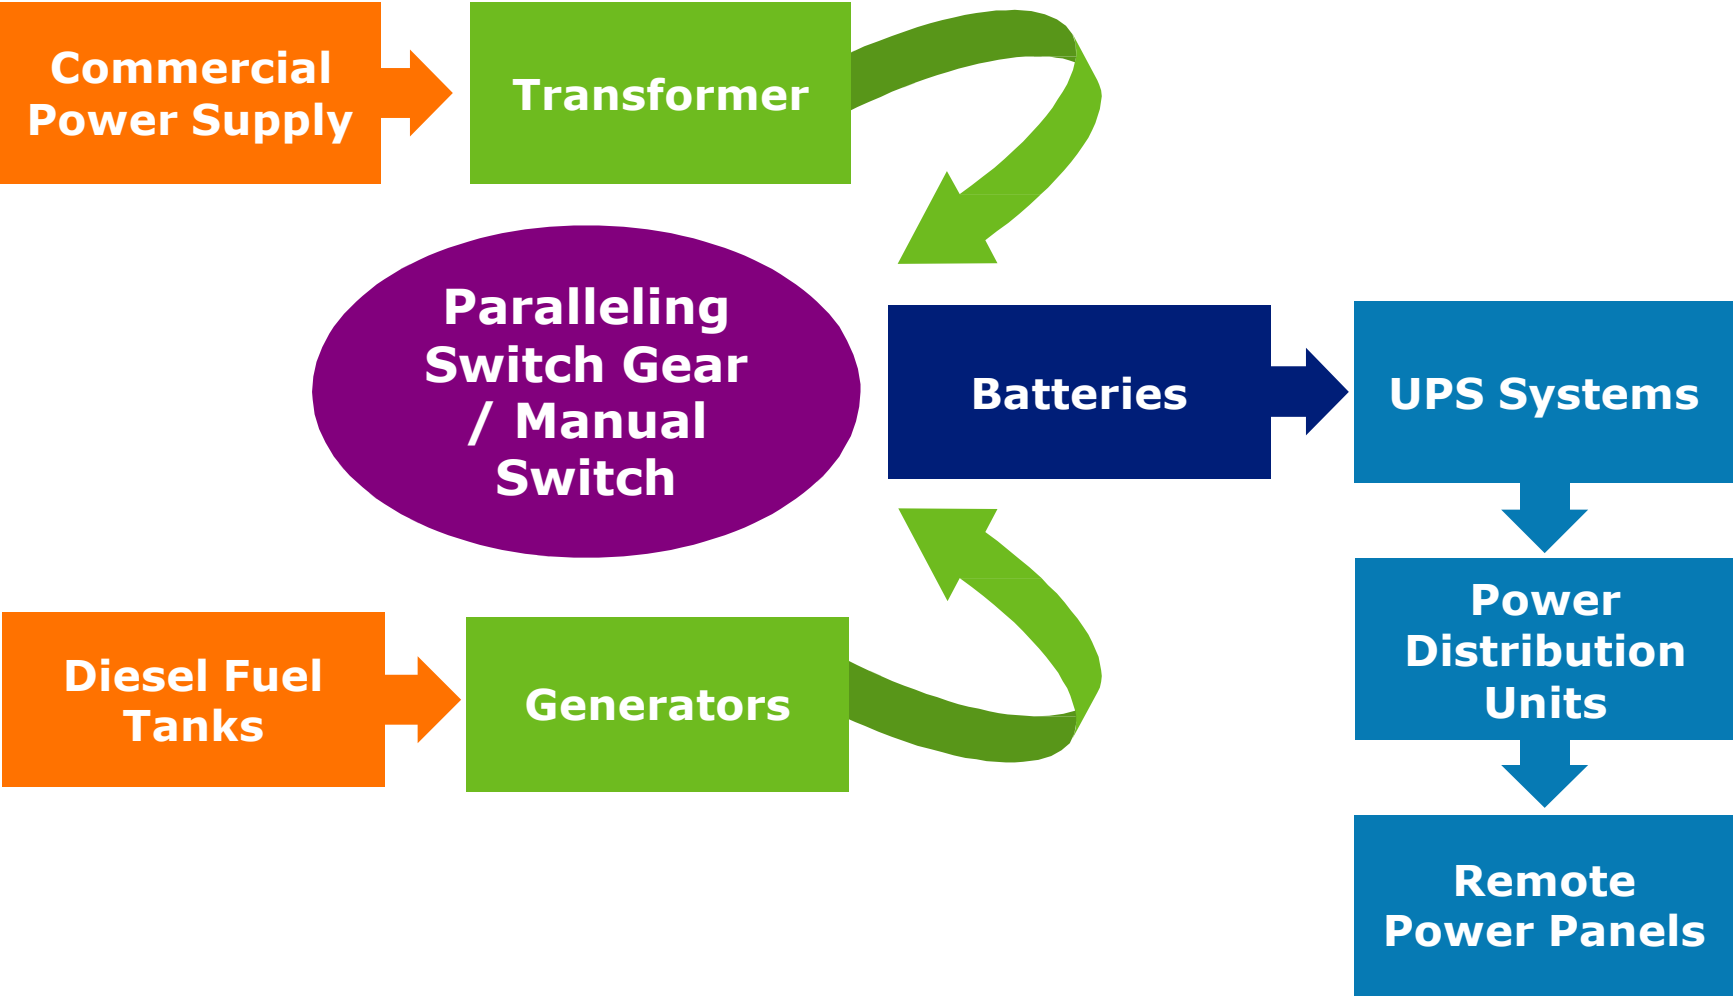 Commercial
Power Supply
Transformer
Paralleling
Switch Gear
/ Manual
Switch
Batteries
UPS Systems
Diesel Fuel
Tanks
Generators
Power
Distribution
Units
Remote
Power Panels